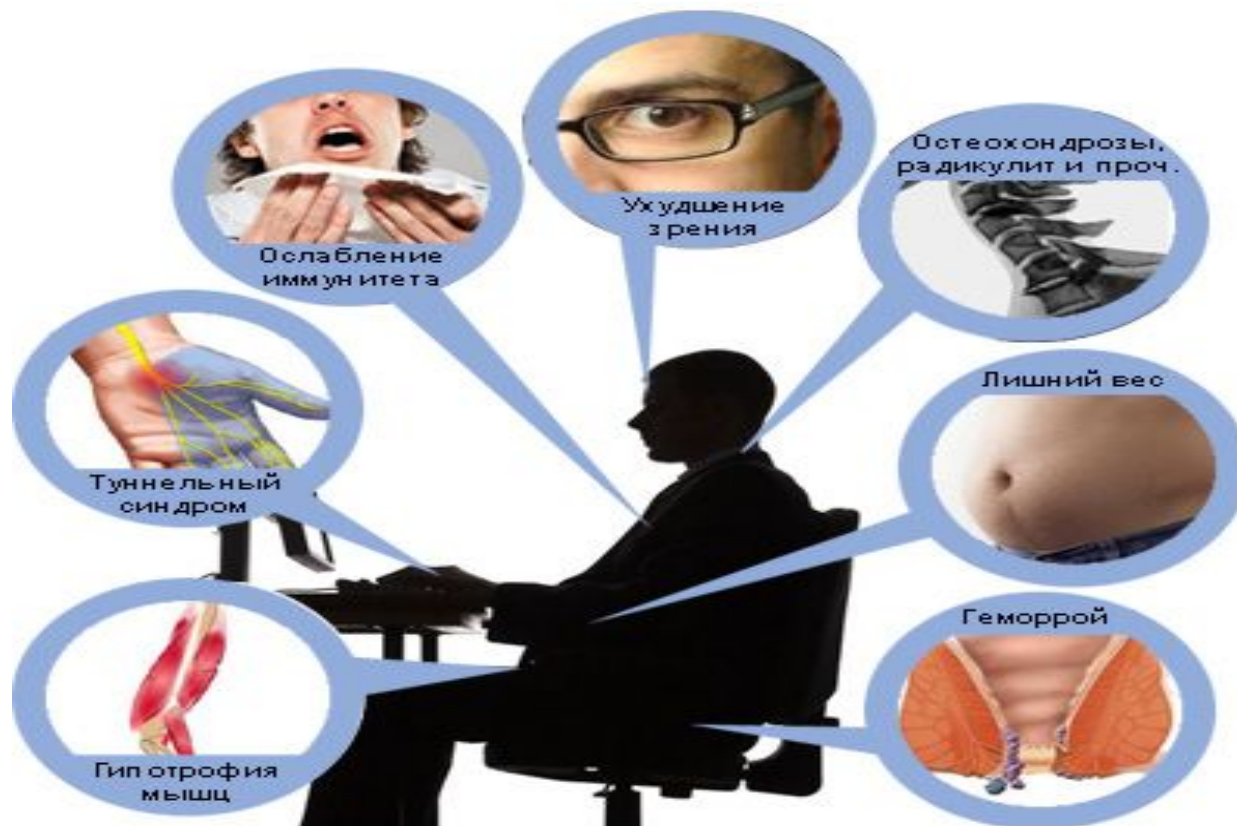 Ухудшение
зрения
Остеохондрозы,
радикулит и проч.
Ослабление
иммунитета
Лишний вес
Туннельный
синдром
Геморрой
Гипотрофия
мышц